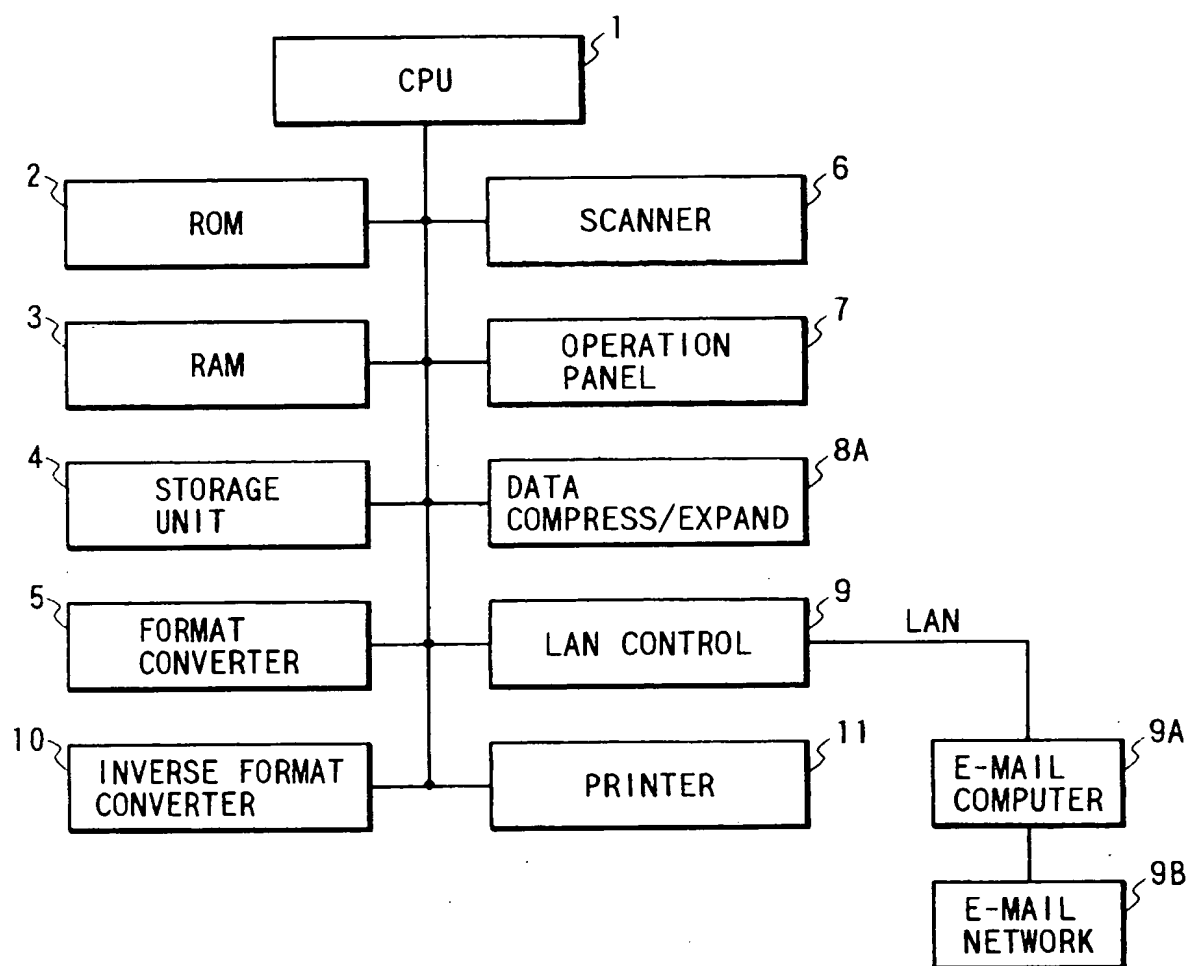 1
CPU
2
ROM
6
SCANNER
3
RAM
7
OPERATION
PANEL
4
STORAGE
UNIT
8A
DATA
COMPRESS/EXPAND
5
FORMAT
CONVERTER
9
LAN CONTROL
LAN
10
INVERSE FORMAT
CONVERTER
11
PRINTER
9A
E-MAIL
COMPUTER
9B
E-MAIL
NETWORK